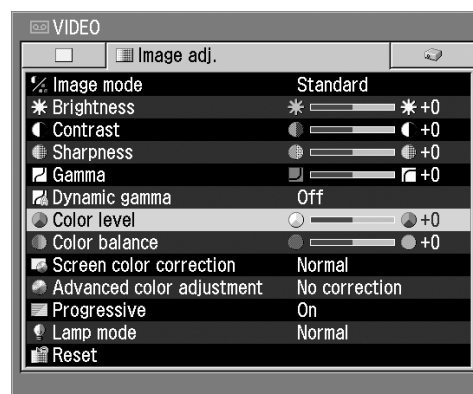 VIDEO
Image adj.
Image mode Standard
Brightness +0
Contrast +0
Sharpness +0
Gamma +0
Dynamic gamma Off
Color level +0
Color balance +0
Screen color correction Normal
Advanced color adjustment No correction
Progressive On
Lamp mode Normal
Reset